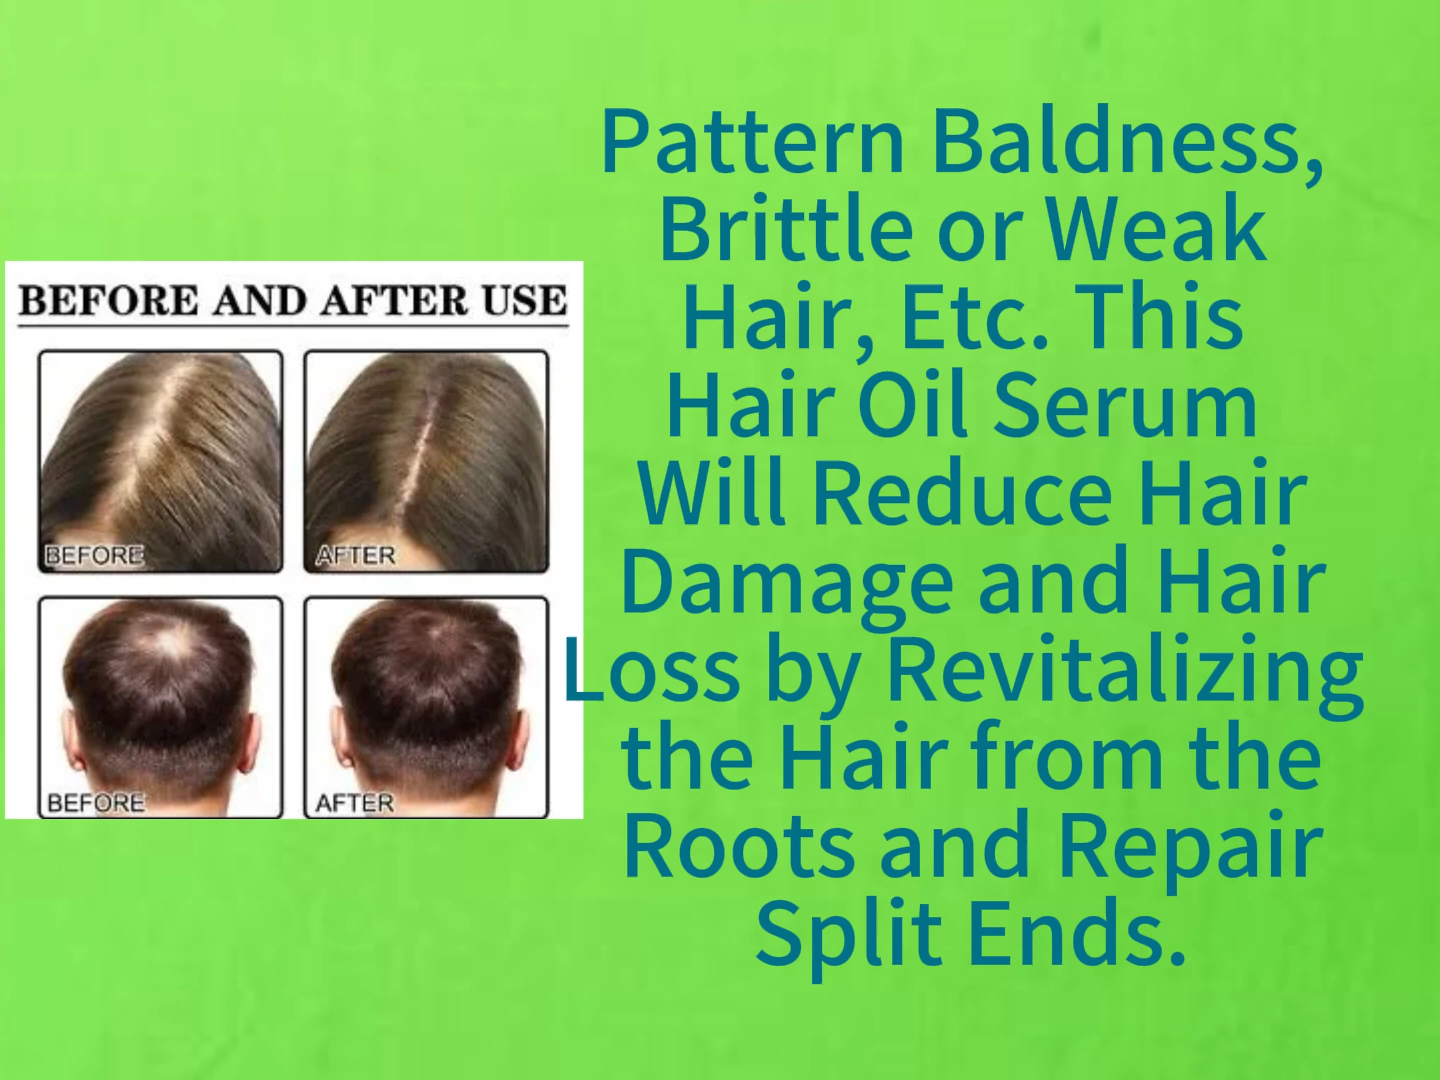 BEFORE AND AFTER USE
BEFORE
AFTER
BEFORE
AFTER
Pattern Baldness,
Brittle or Weak
Hair, Etc. This
Hair Oil Serum
Will Reduce Hair
Damage and Hair
Loss by Revitalizing
the Hair from the
Roots and Repair
Split Ends.